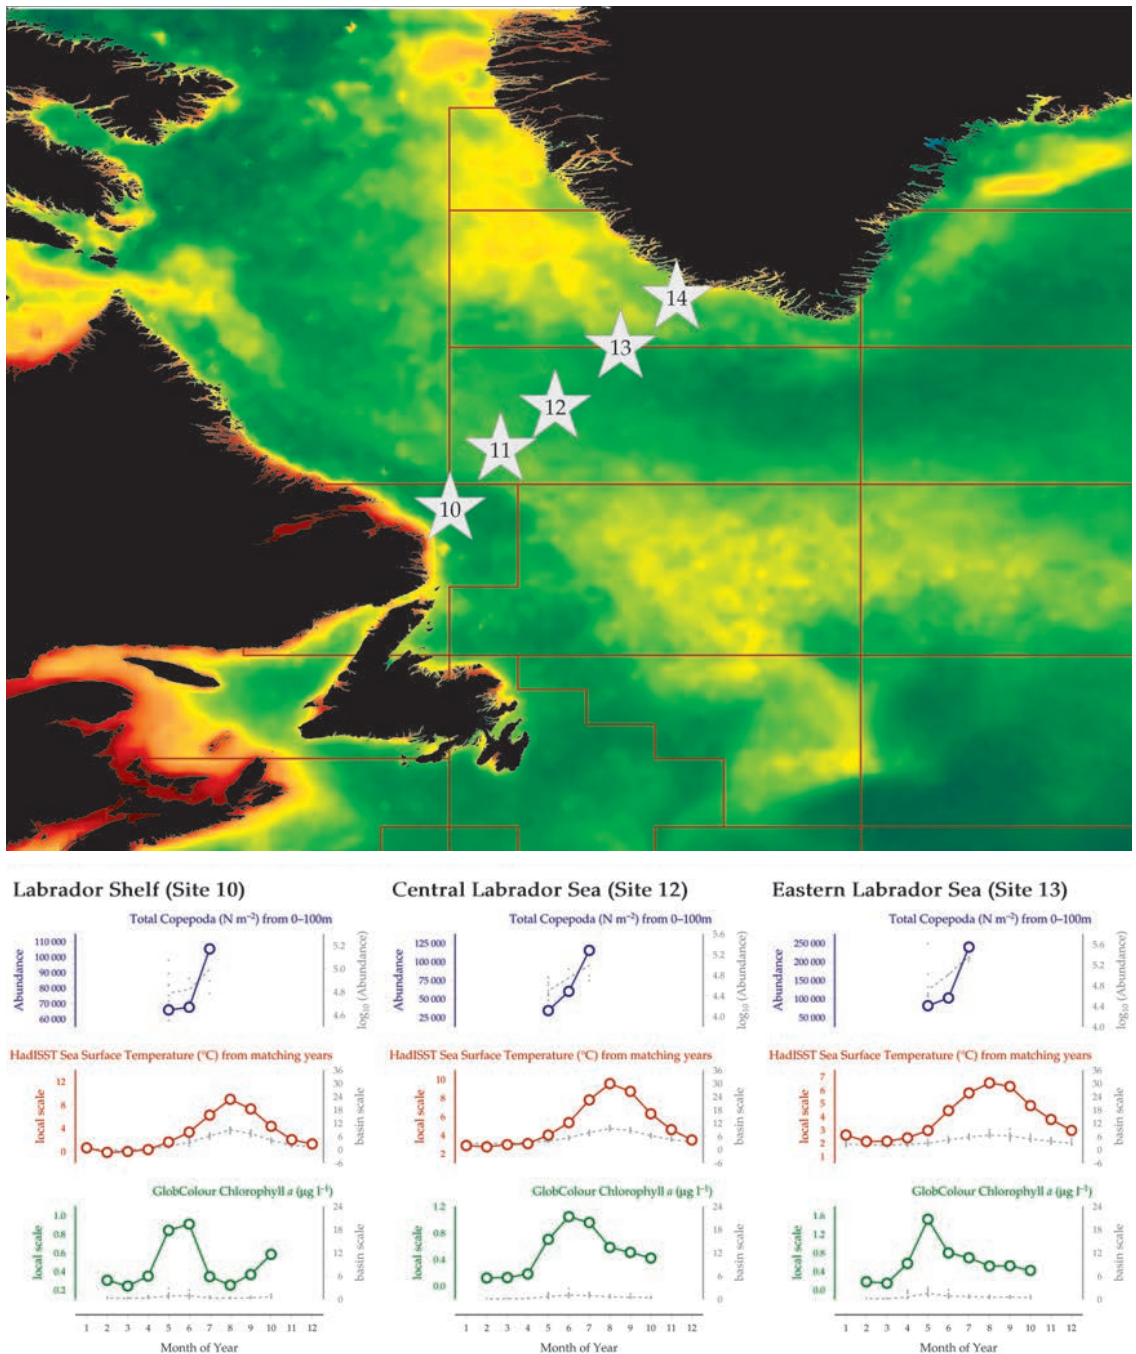 14
13
12
11
10
Labrador Shelf (Site 10)
Total Copepoda (N m⁻²) from 0–100m
Abundance
110 000
100 000
90 000
80 000
70 000
60 000
5.2
5.0
4.8
4.6
log₁₀ (Abundance)
HadISST Sea Surface Temperature (°C) from matching years
local scale
12
8
4
0
36
30
24
18
12
6
0
-6
basin scale
GlobColour Chlorophyll a (µg l⁻¹)
local scale
1.0
0.8
0.6
0.4
0.2
24
18
12
6
0
basin scale
1 2 3 4 5 6 7 8 9 10 11 12
Month of Year
Central Labrador Sea (Site 12)
Total Copepoda (N m⁻²) from 0–100m
Abundance
125 000
100 000
75 000
50 000
25 000
5.6
5.2
4.8
4.4
4.0
log₁₀ (Abundance)
HadISST Sea Surface Temperature (°C) from matching years
local scale
10
8
6
4
2
36
30
24
18
12
6
0
-6
basin scale
GlobColour Chlorophyll a (µg l⁻¹)
local scale
1.2
0.8
0.4
0.0
24
18
12
6
0
basin scale
1 2 3 4 5 6 7 8 9 10 11 12
Month of Year
Eastern Labrador Sea (Site 13)
Total Copepoda (N m⁻²) from 0–100m
Abundance
250 000
200 000
150 000
100 000
50 000
5.6
5.2
4.8
4.4
4.0
log₁₀ (Abundance)
HadISST Sea Surface Temperature (°C) from matching years
local scale
7
6
5
4
3
2
1
36
30
24
18
12
6
0
-6
basin scale
GlobColour Chlorophyll a (µg l⁻¹)
local scale
1.6
1.2
0.8
0.4
0.0
24
18
12
6
0
basin scale
1 2 3 4 5 6 7 8 9 10 11 12
Month of Year